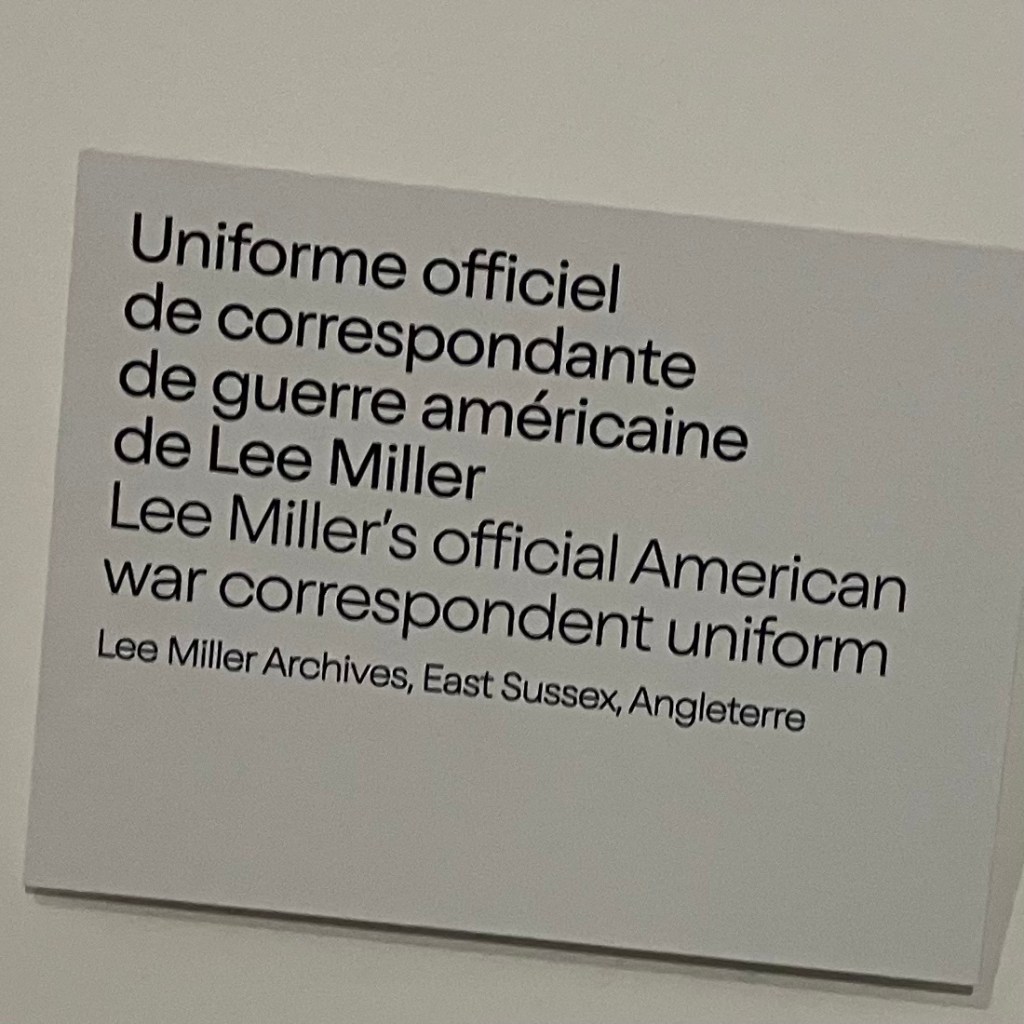 Uniforme officiel
de correspondante
de guerre américaine
de Lee Miller
Lee Miller's official American
war correspondent uniform
Lee Miller Archives, East Sussex, Angleterre